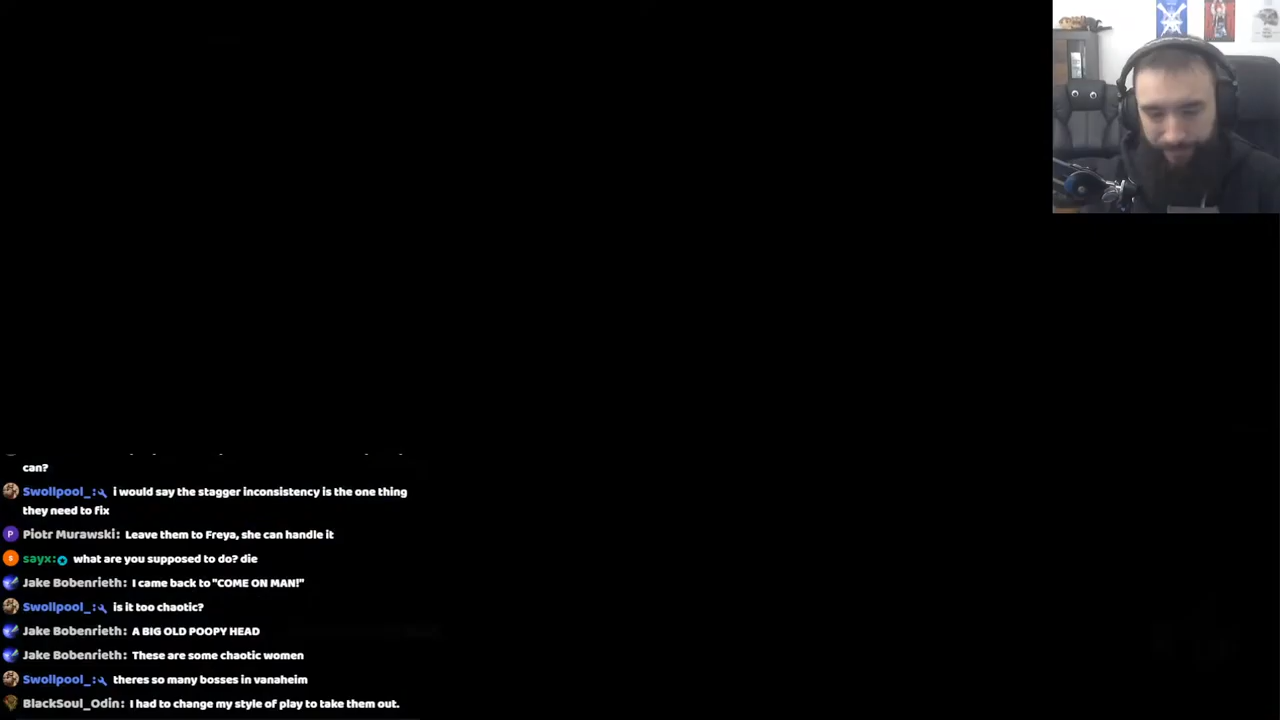 can?
Swollpool_: i would say the stagger inconsistency is the one thing
they need to fix
Piotr Murawski: Leave them to Freya, she can handle it
sayx: what are you supposed to do? die
Jake Bobenrieth: I came back to "COME ON MAN!"
Swollpool_: is it too chaotic?
Jake Bobenrieth: A BIG OLD POOPY HEAD
Jake Bobenrieth: These are some chaotic women
Swollpool_: theres so many bosses in vanaheim
BlackSoul_Odin: I had to change my style of play to take them out.